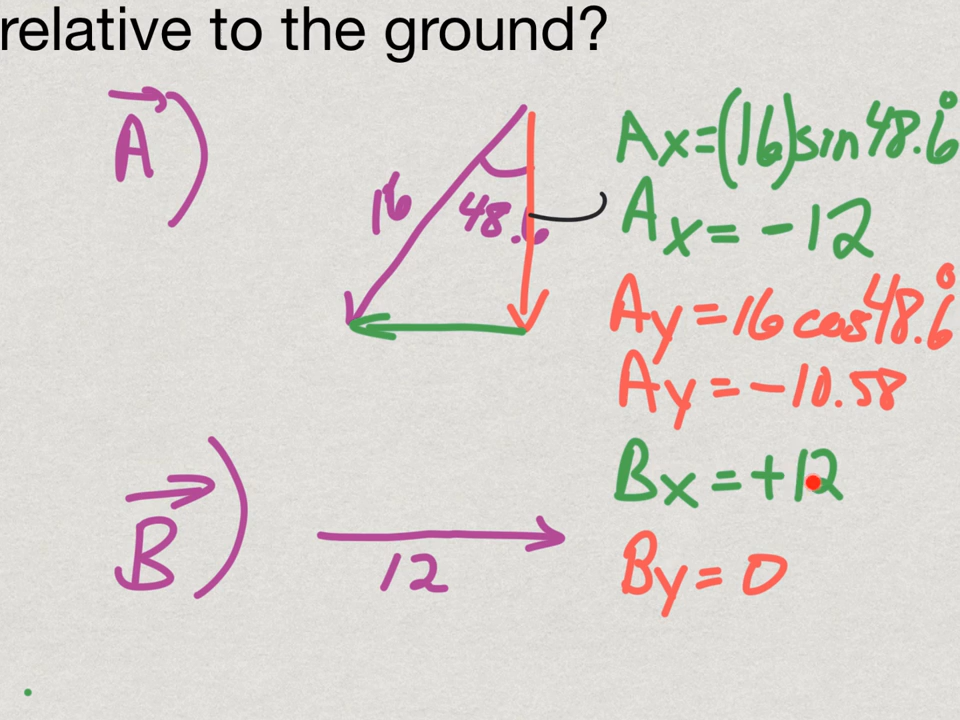 relative to the ground?
A)
16
48.6
Ax=(16)sin48.6°
Ax=-12
Ay=16cos48.6°
Ay=-10.58
B)
12
Bx=+12
By=0